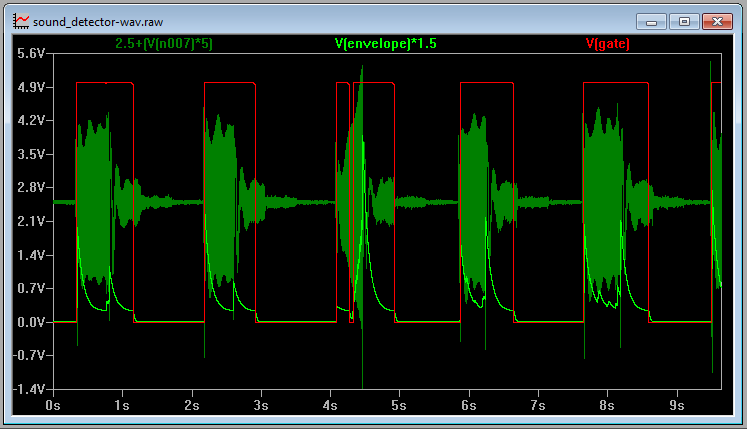 sound_detector-wav.raw
2.5+(V(n007)*5) V(envelope)*1.5 V(gate)
5.6V
4.9V
4.2V
3.5V
2.8V
2.1V
1.4V
0.7V
0.0V
-0.7V
-1.4V
0s 1s 2s 3s 4s 5s 6s 7s 8s 9s